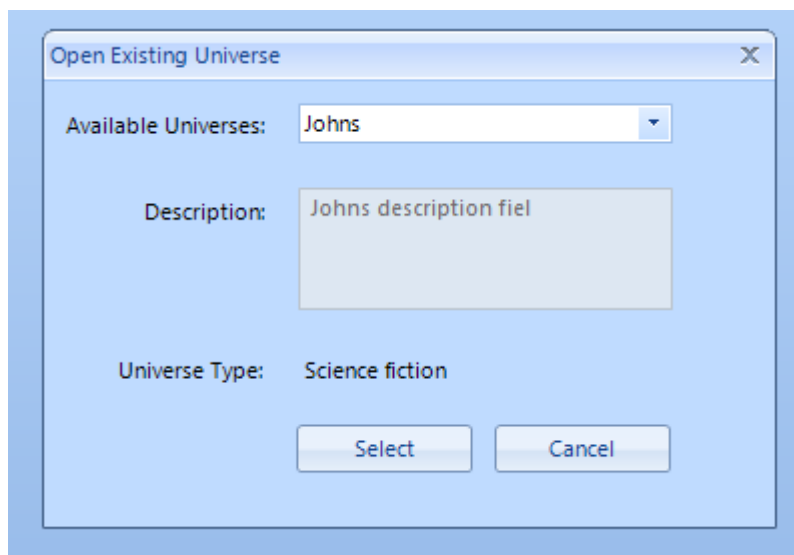 Open Existing Universe
Available Universes: Johns
Description: Johns description fiel
Universe Type: Science fiction
Select Cancel